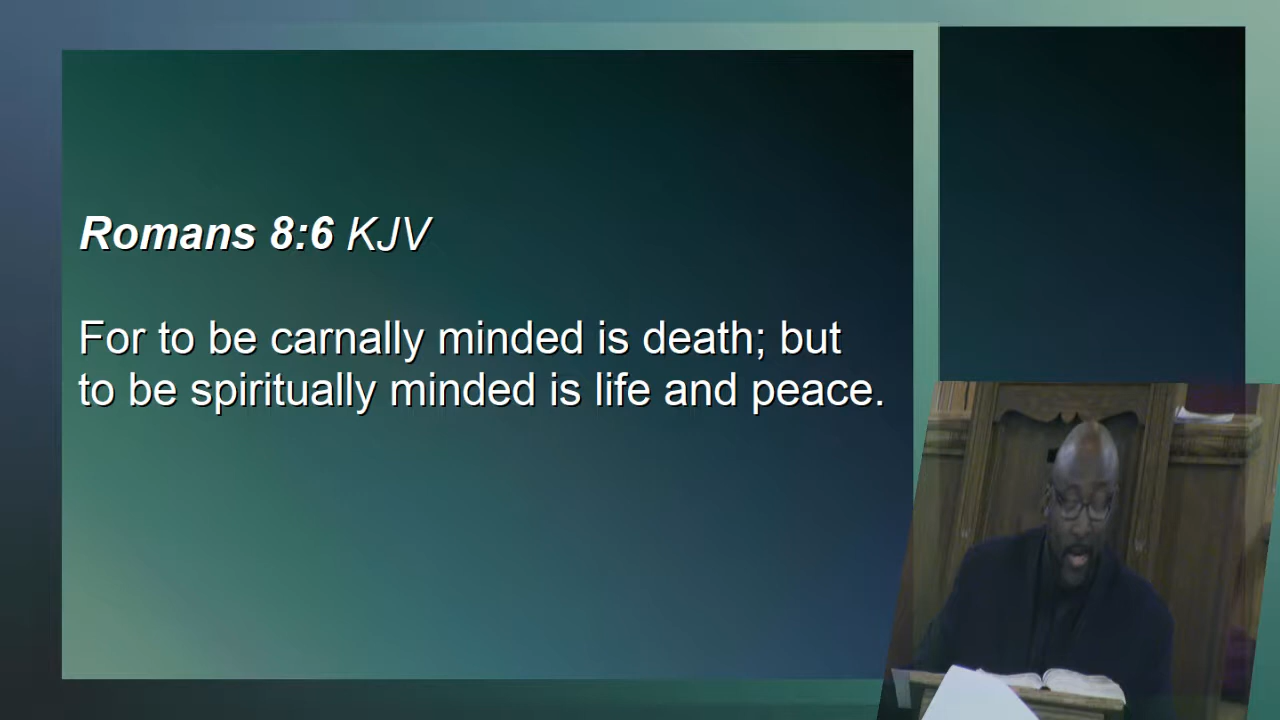 Romans 8:6 KJV
For to be carnally minded is death; but
to be spiritually minded is life and peace.